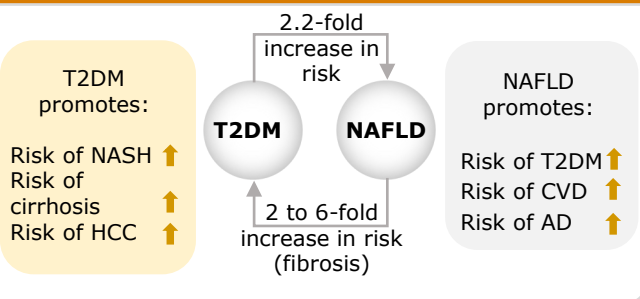 T2DM
promotes:
Risk of NASH
Risk of
cirrhosis
Risk of HCC
2.2-fold
increase in
risk
T2DM
NAFLD
2 to 6-fold
increase in risk
(fibrosis)
NAFLD
promotes:
Risk of T2DM
Risk of CVD
Risk of AD